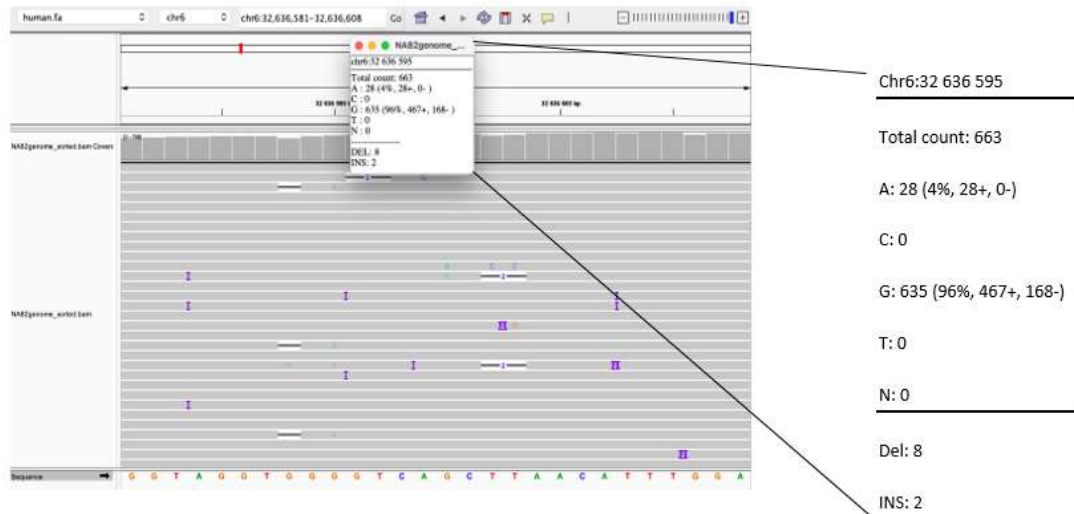 human.fa chr6 chr6:32,636,581-32,636,608 Go
NAB2genome_...
chr6:32 636 595
Total count: 663
A : 28 (4%, 28+, 0- )
C : 0
G : 635 (96%, 467+, 168- )
T : 0
N : 0
---------------
DEL: 8
INS: 2
NAB2genome_sorted.bam
G G T A G G T G G G G T C A G C T T A A C A T T T G G A
Sequence
Chr6:32 636 595
Total count: 663
A: 28 (4%, 28+, 0-)
C: 0
G: 635 (96%, 467+, 168-)
T: 0
N: 0
Del: 8
INS: 2